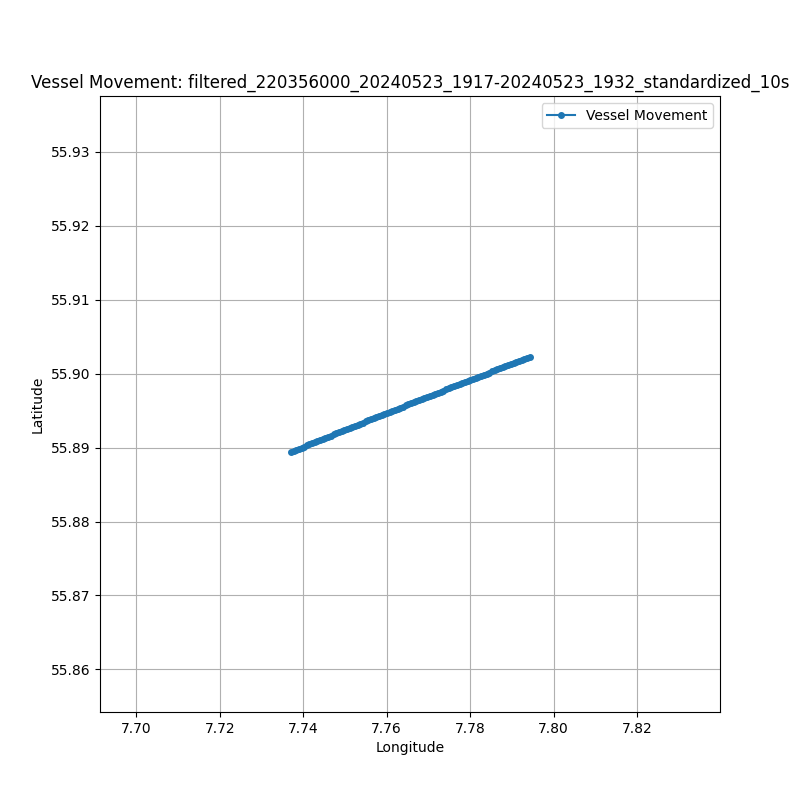 Vessel Movement: filtered_220356000_20240523_1917-20240523_1932_standardized_10s
Vessel Movement
55.93
55.92
55.91
55.90
55.89
55.88
55.87
55.86
Latitude
7.70 7.72 7.74 7.76 7.78 7.80 7.82
Longitude